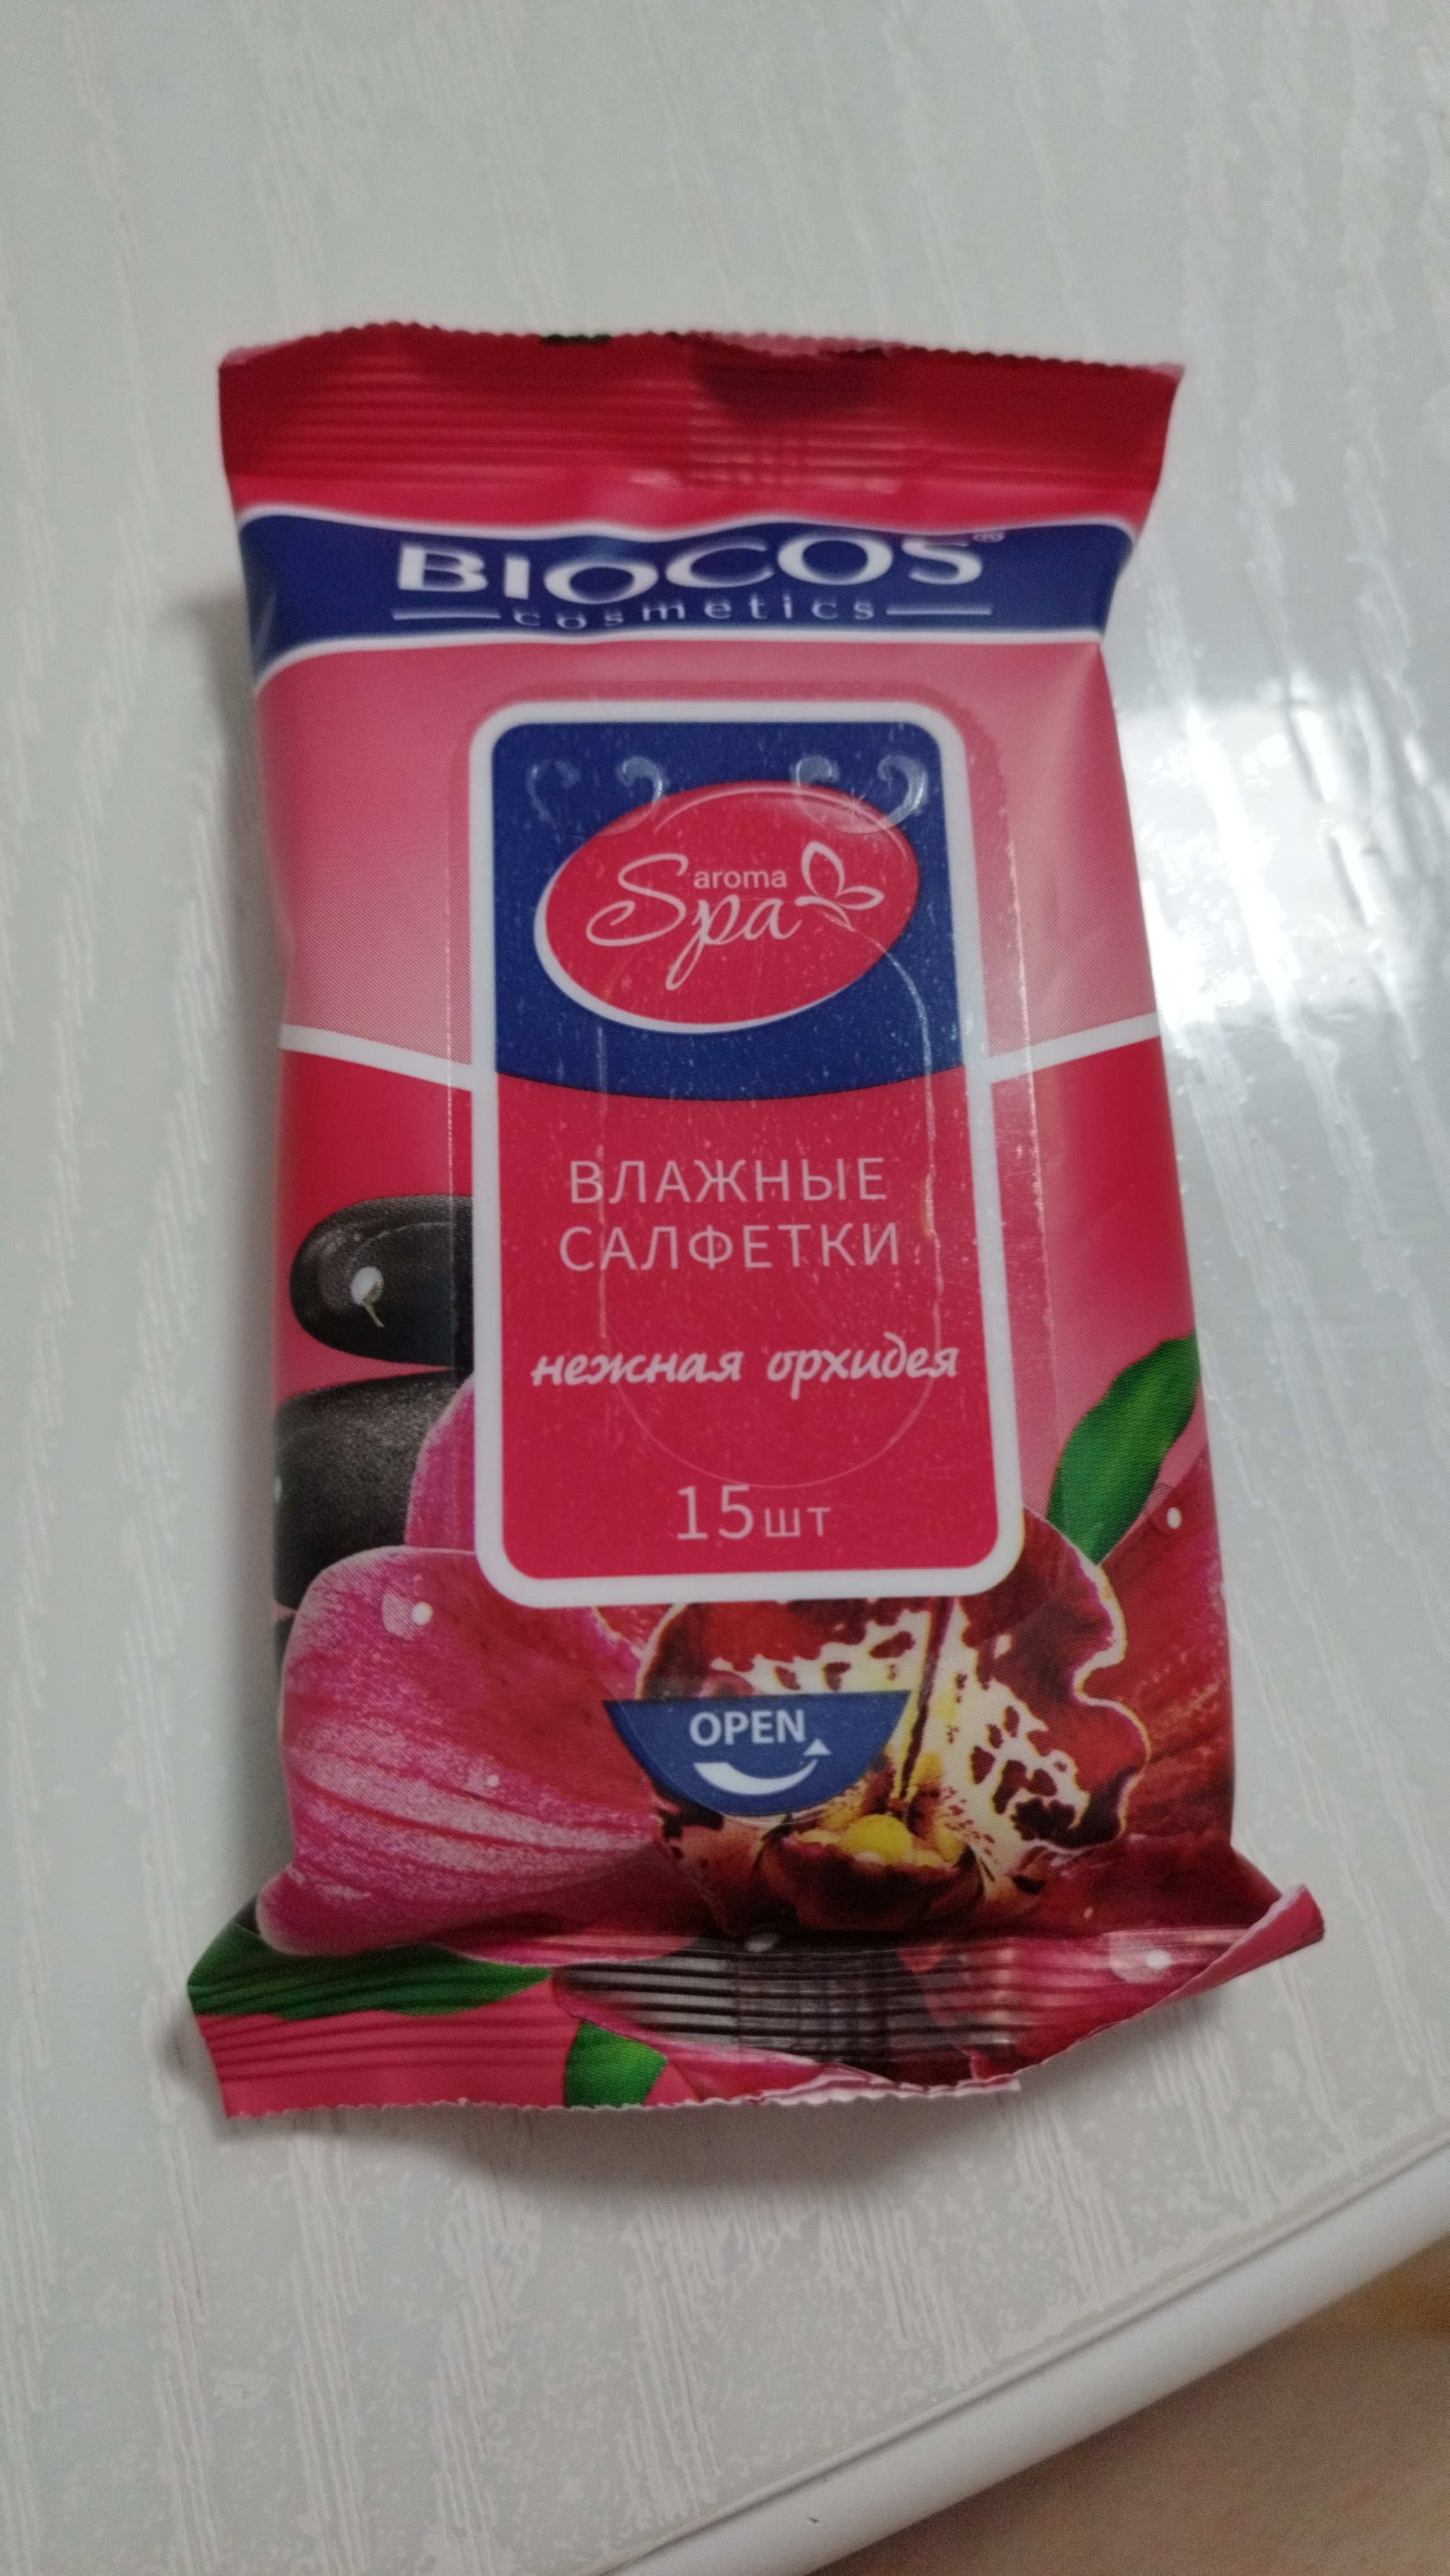 BIOCOS®
cosmetics
aroma
Spa
ВЛАЖНЫЕ
САЛФЕТКИ
нежная орхидея
15шт
OPEN